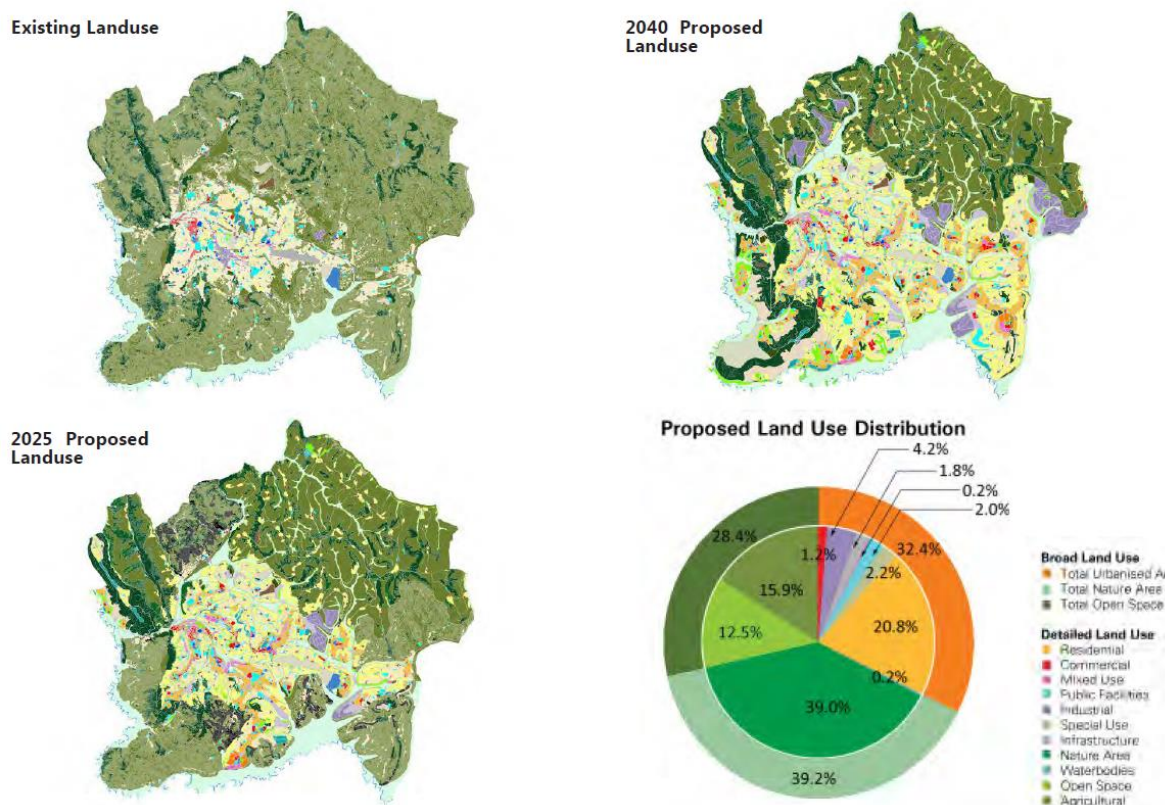 Existing Landuse
2040 Proposed
Landuse
2025 Proposed
Landuse
Proposed Land Use Distribution
4.2%
1.8%
0.2%
2.0%
28.4%
32.4%
1.2%
2.2%
15.9%
12.5%
20.8%
0.2%
39.0%
39.2%
Broad Land Use
Total Urbanised A
Total Nature Area
Total Open Space
Detailed Land Use
Residential
Commercial
Mixed Use
Public Facilities
Industrial
Special Use
Infrastructure
Nature Area
Waterbodies
Open Space
Agricultural